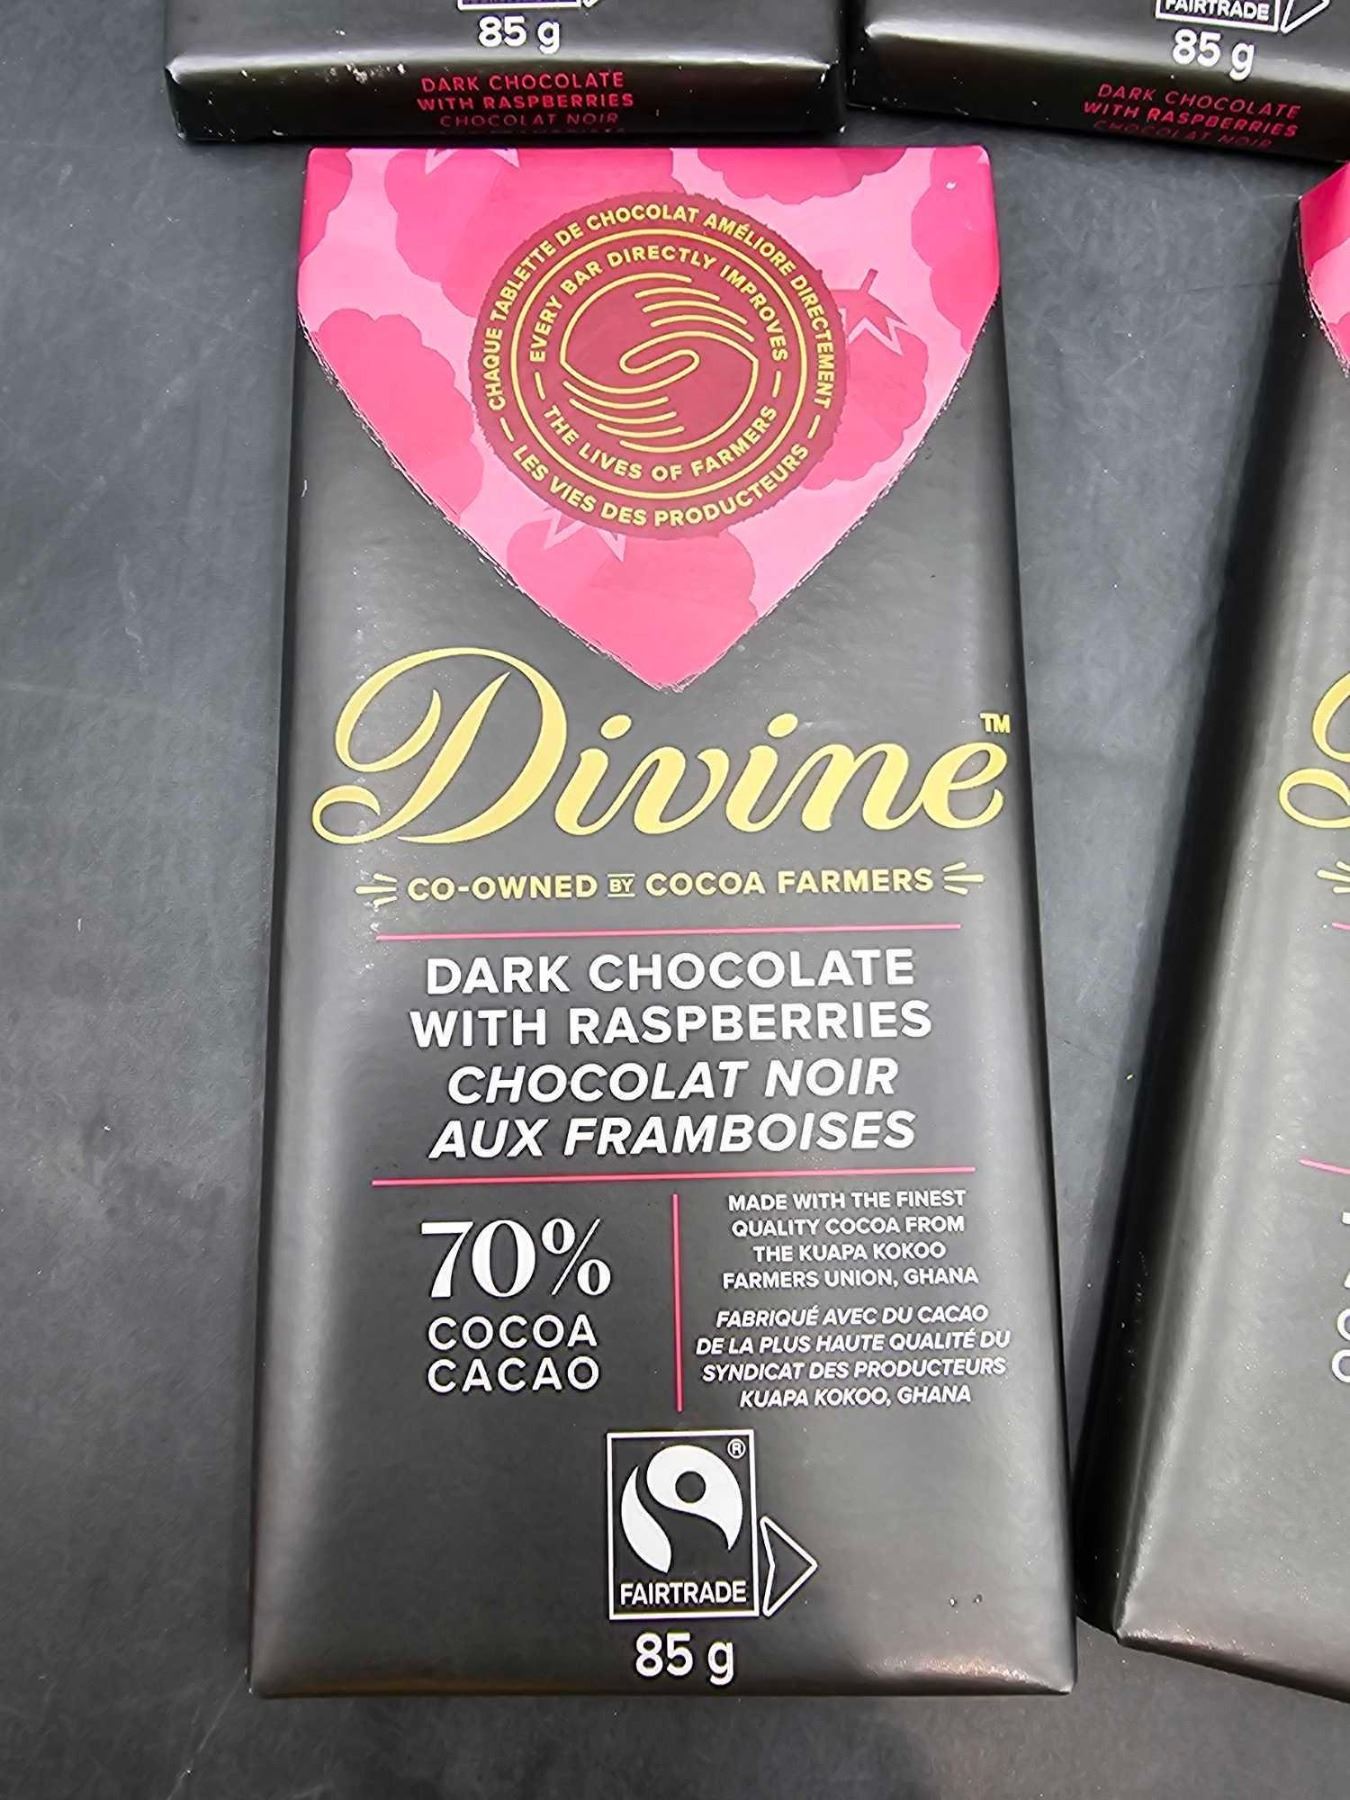 85 g
DARK CHOCOLATE
WITH RASPBERRIES
CHOCOLAT NOIR
FAIRTRADE
85 g
DARK CHOCOLATE
WITH RASPBERRIES
CHOCOLAT NOIR
CHAQUE TABLETTE DE CHOCOLAT AMÉLIORE DIRECTEMENT
LES VIES DES PRODUCTEURS
EVERY BAR DIRECTLY IMPROVES
THE LIVES OF FARMERS
Divine™
CO-OWNED BY COCOA FARMERS
DARK CHOCOLATE
WITH RASPBERRIES
CHOCOLAT NOIR
AUX FRAMBOISES
70%
COCOA
CACAO
MADE WITH THE FINEST
QUALITY COCOA FROM
THE KUAPA KOKOO
FARMERS UNION, GHANA
FABRIQUÉ AVEC DU CACAO
DE LA PLUS HAUTE QUALITÉ DU
SYNDICAT DES PRODUCTEURS
KUAPA KOKOO, GHANA
®
FAIRTRADE
85 g